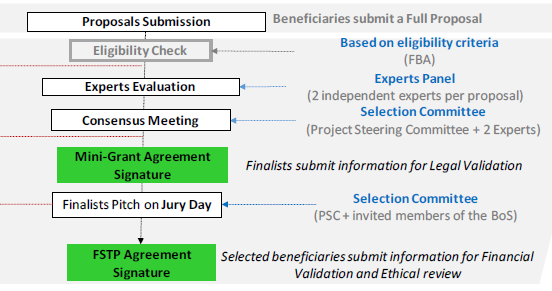 Proposals Submission
Beneficiaries submit a Full Proposal
Eligibility Check
Based on eligibility criteria
(FBA)
Experts Evaluation
Experts Panel
(2 independent experts per proposal)
Consensus Meeting
Selection Committee
(Project Steering Committee + 2 Experts)
Mini-Grant Agreement
Signature
Finalists submit information for Legal Validation
Finalists Pitch on Jury Day
Selection Committee
(PSC + invited members of the BoS)
FSTP Agreement
Signature
Selected beneficiaries submit information for Financial
Validation and Ethical review